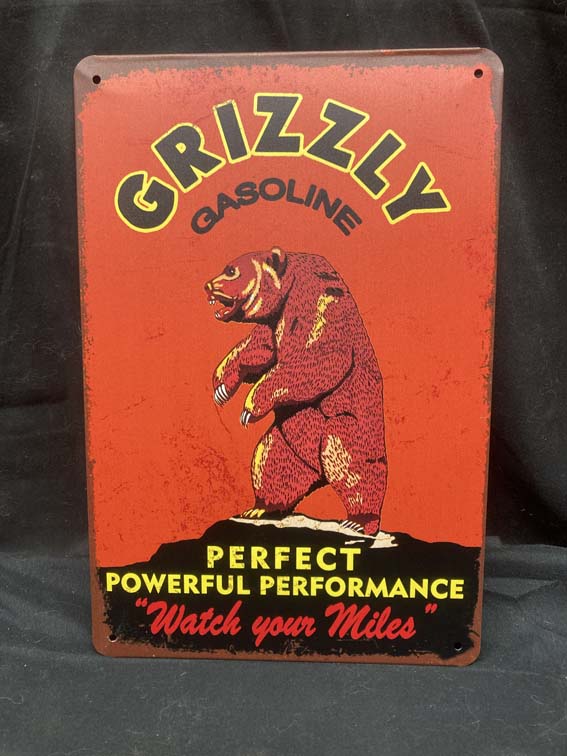 GRIZZLY
GASOLINE
PERFECT
POWERFUL PERFORMANCE
"Watch your Miles"